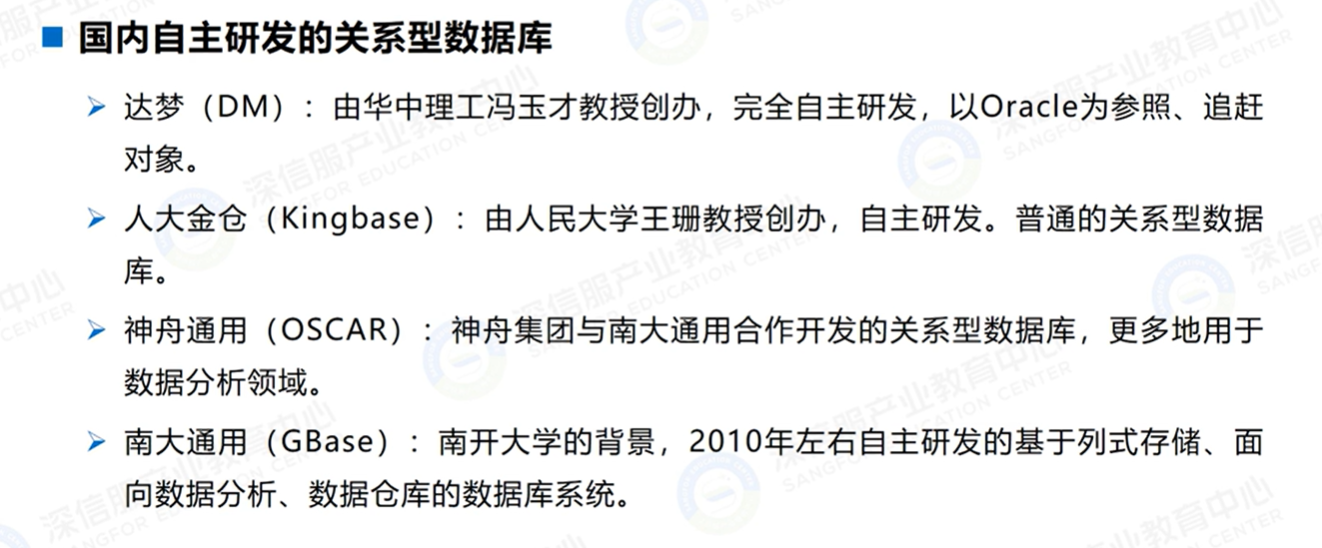 国内自主研发的关系型数据库
达梦（DM）：由华中理工冯玉才教授创办，完全自主研发，以Oracle为参照、追赶
对象。
人大金仓（Kingbase）：由人民大学王珊教授创办，自主研发。普通的关系型数据
库。
神舟通用（OSCAR）：神舟集团与南大通用合作开发的关系型数据库，更多地用于
数据分析领域。
南大通用（GBase）：南开大学的背景，2010年左右自主研发的基于列式存储、面
向数据分析、数据仓库的数据库系统。
深信服产业教育中心
SANGFOR EDUCATION CENTER